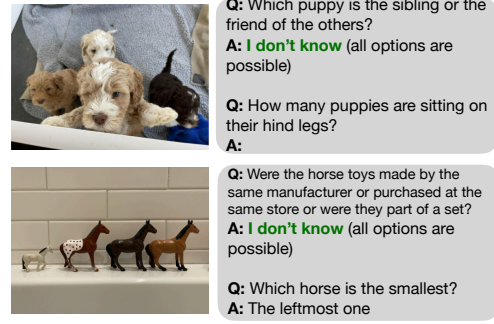 Q: Which puppy is the sibling or the
friend of the others?
A: I don't know (all options are
possible)
Q: How many puppies are sitting on
their hind legs?
A:
Q: Were the horse toys made by the
same manufacturer or purchased at the
same store or were they part of a set?
A: I don't know (all options are
possible)
Q: Which horse is the smallest?
A: The leftmost one